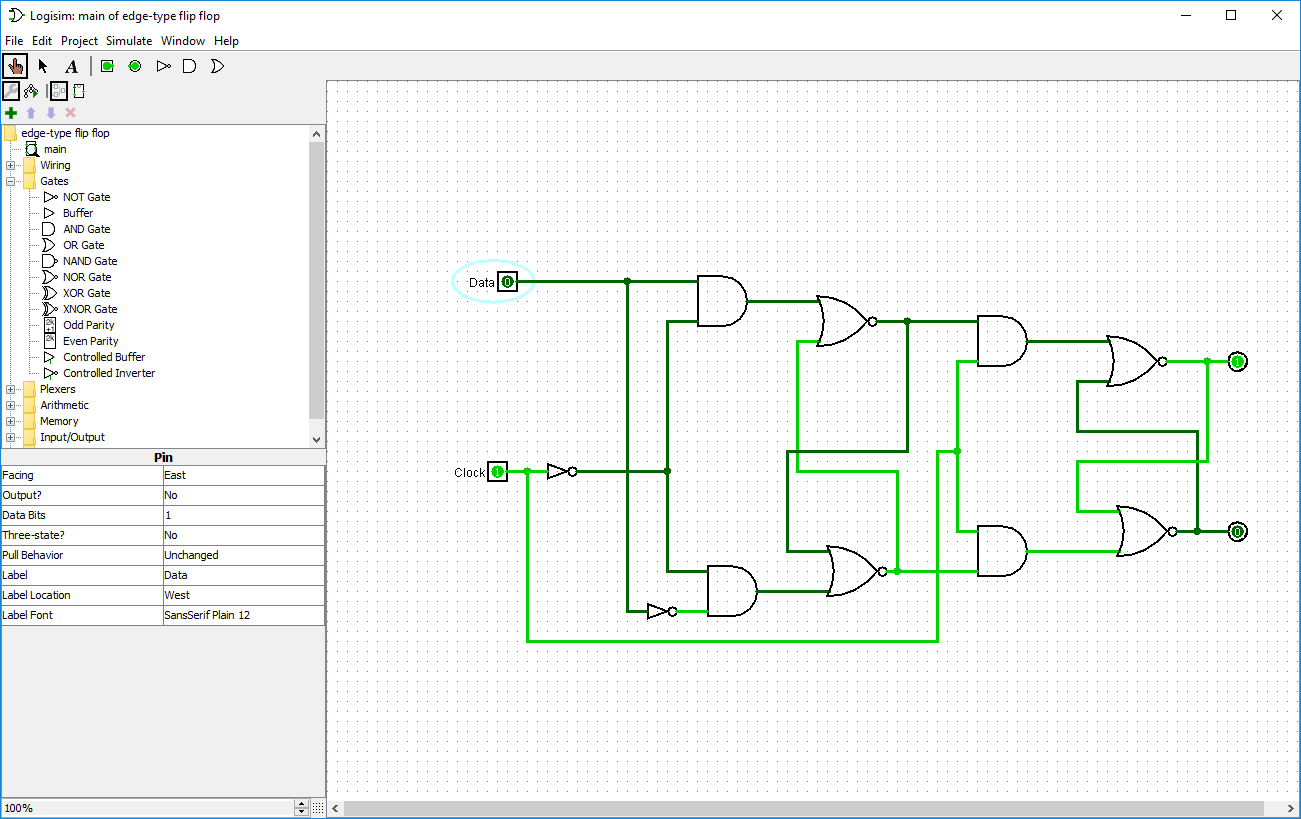 Logisim: main of edge-type flip flop
File Edit Project Simulate Window Help
A
edge-type flip flop
main
Wiring
Gates
NOT Gate
Buffer
AND Gate
OR Gate
NAND Gate
NOR Gate
XOR Gate
XNOR Gate
2k+1 Odd Parity
2k Even Parity
Controlled Buffer
Controlled Inverter
Plexers
Arithmetic
Memory
Input/Output
Pin
Facing East
Output? No
Data Bits 1
Three-state? No
Pull Behavior Unchanged
Label Data
Label Location West
Label Font SansSerif Plain 12
100%
Data 0
1
Clock 1
0